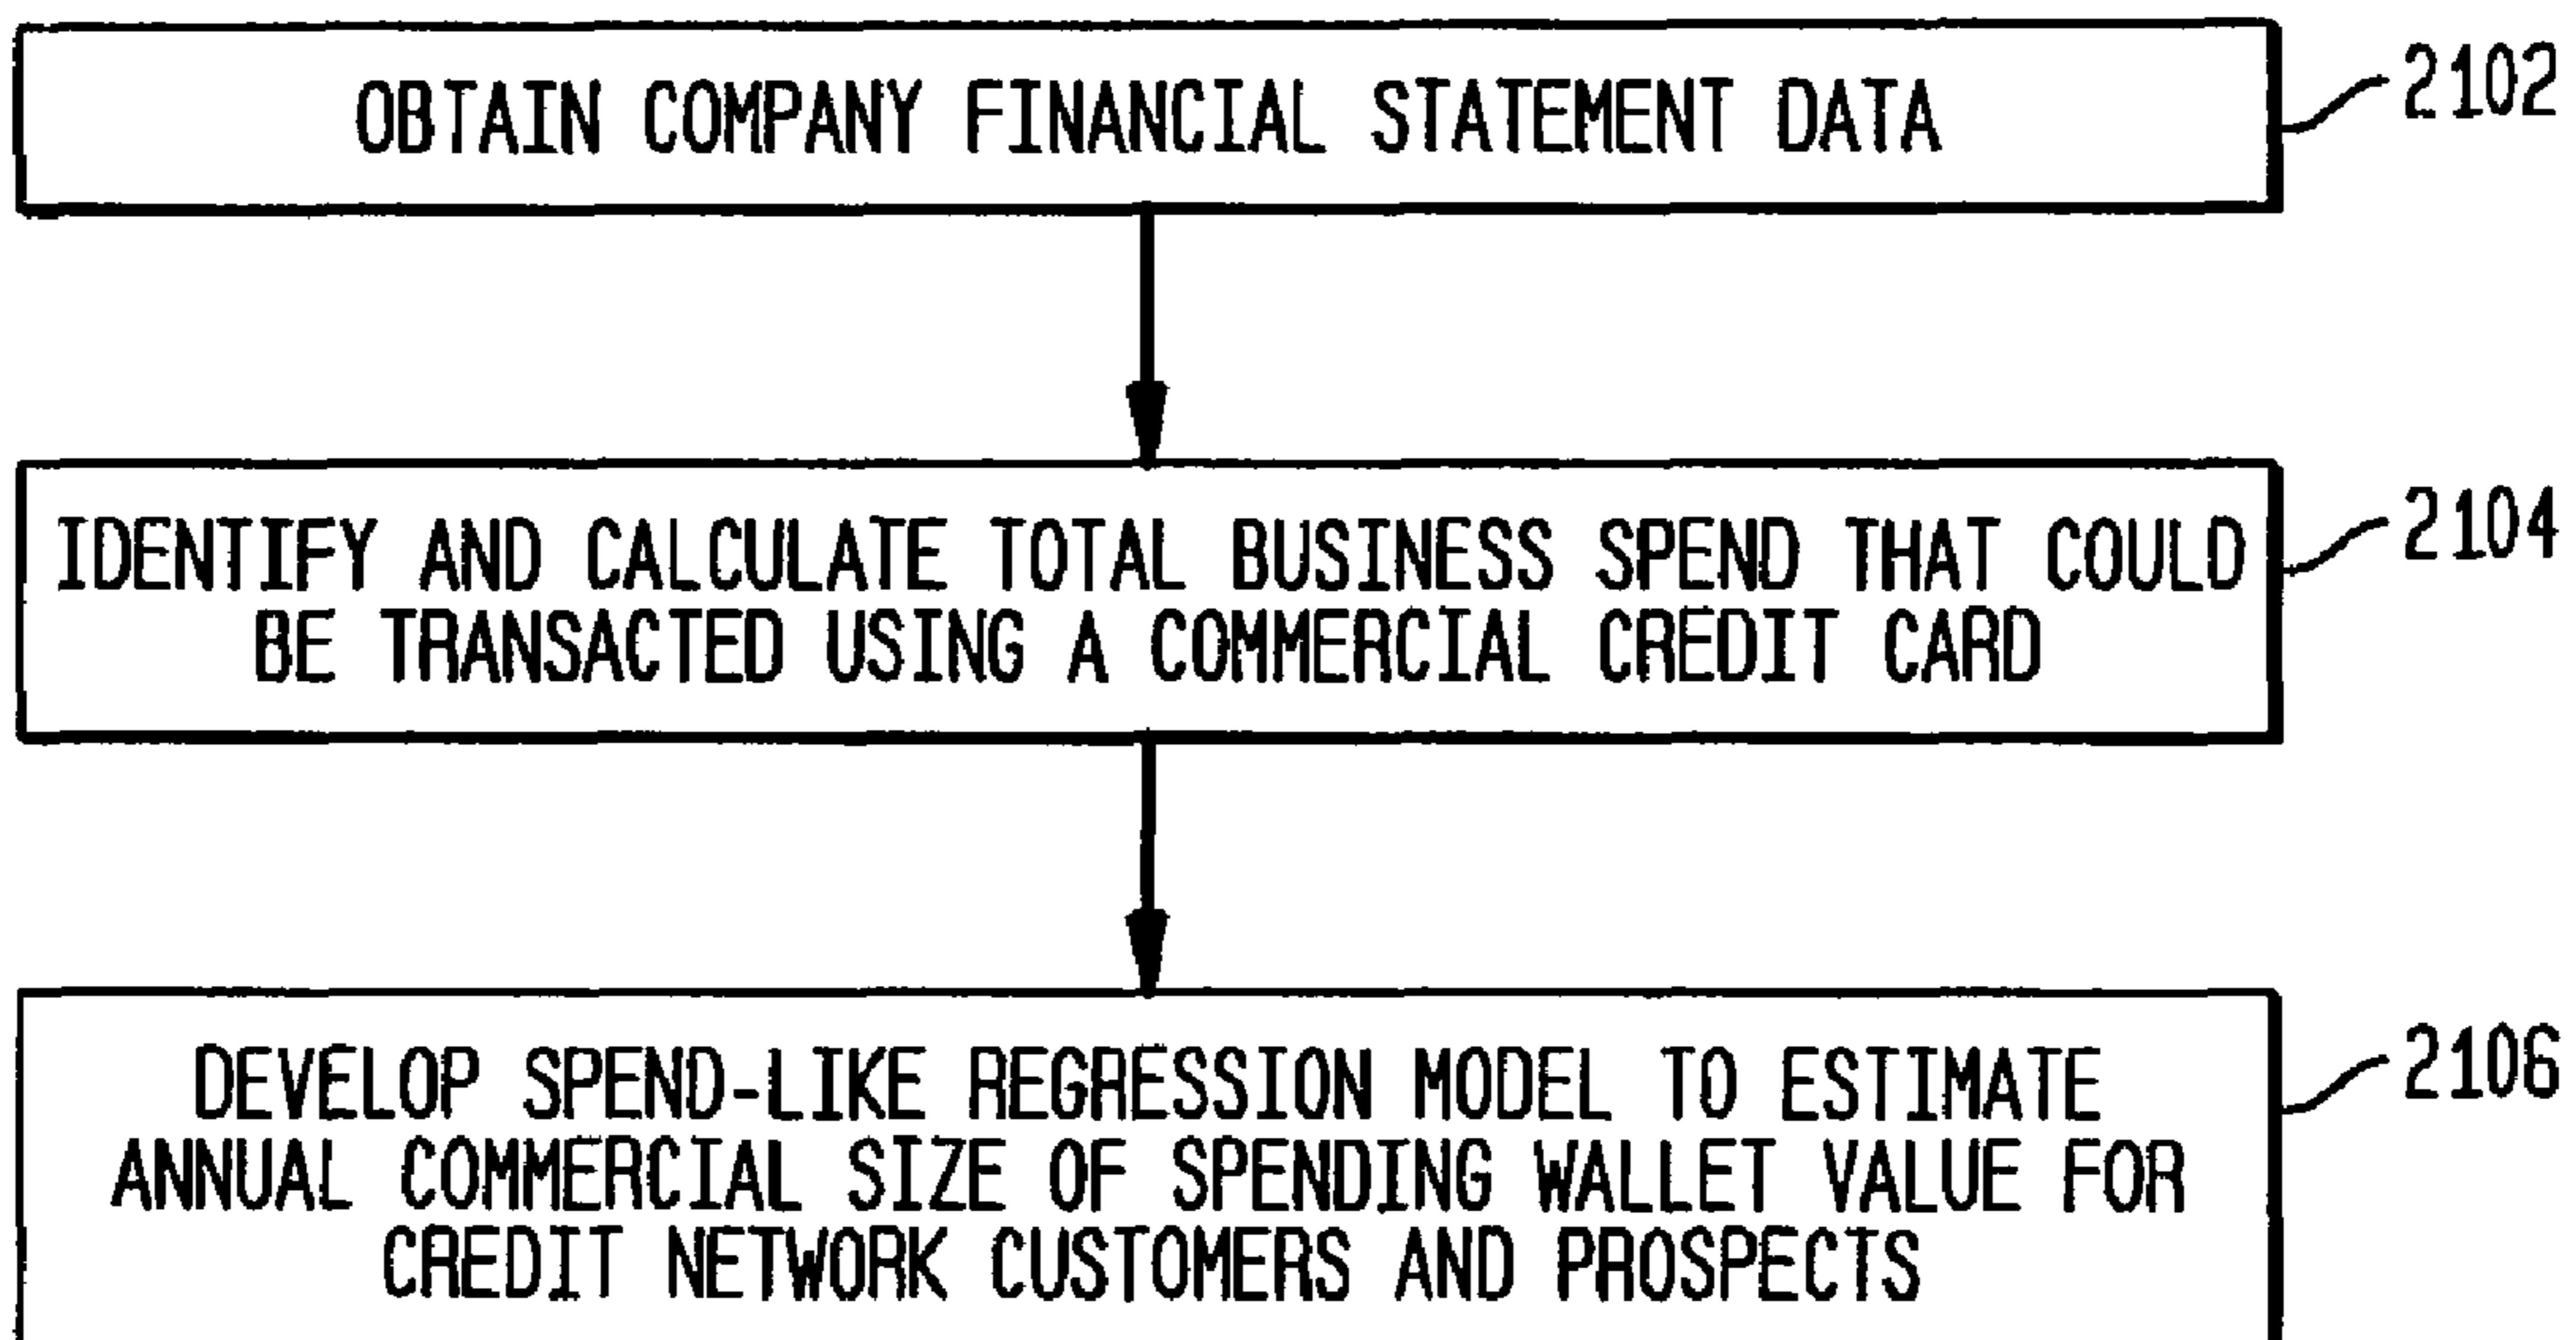 OBTAIN COMPANY FINANCIAL STATEMENT DATA
2102
IDENTIFY AND CALCULATE TOTAL BUSINESS SPEND THAT COULD
BE TRANSACTED USING A COMMERCIAL CREDIT CARD
2104
DEVELOP SPEND-LIKE REGRESSION MODEL TO ESTIMATE
ANNUAL COMMERCIAL SIZE OF SPENDING WALLET VALUE FOR
CREDIT NETWORK CUSTOMERS AND PROSPECTS
2106